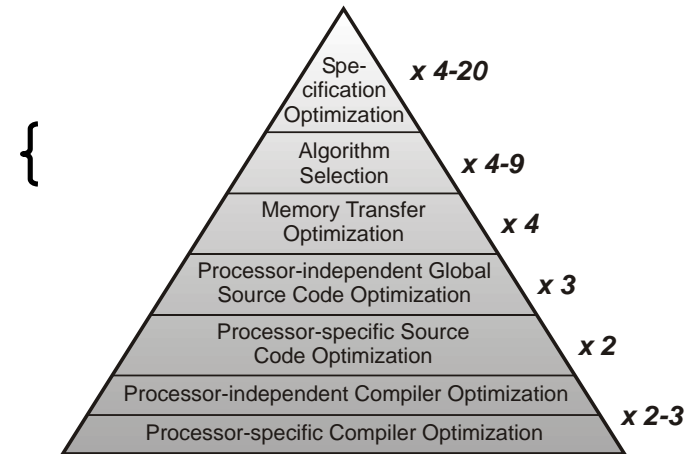 Spe-
cification
Optimization
x 4-20
{
Algorithm
Selection
x 4-9
Memory Transfer
Optimization
x 4
Processor-independent Global
Source Code Optimization
x 3
Processor-specific Source
Code Optimization
x 2
Processor-independent Compiler Optimization
x 2-3
Processor-specific Compiler Optimization